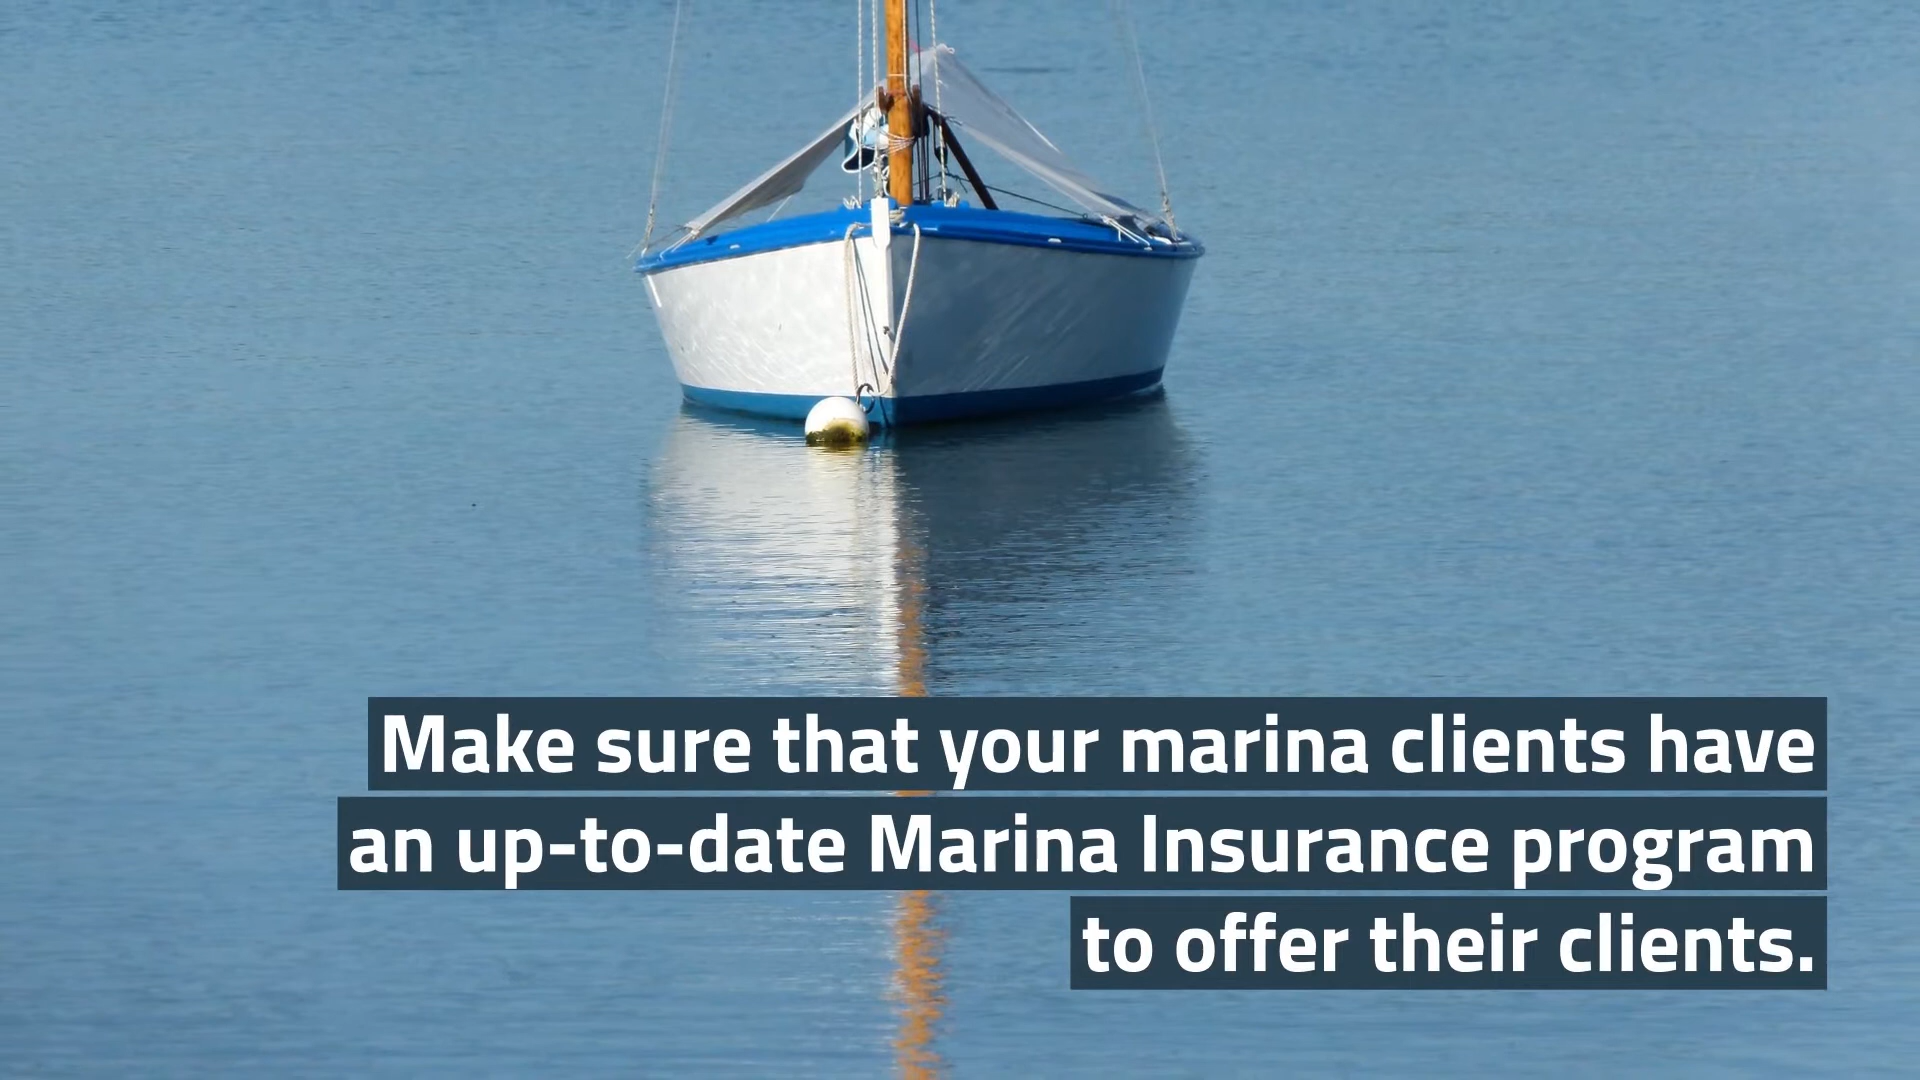 Make sure that your marina clients have
an up-to-date Marina Insurance program
to offer their clients.